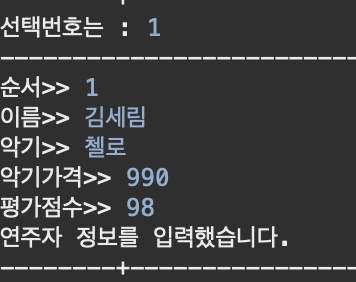 선택번호는 : 1
------------------------
순서>> 1
이름>> 김세림
악기>> 첼로
악기가격>> 990
평가점수>> 98
연주자 정보를 입력했습니다.
--------+---------------